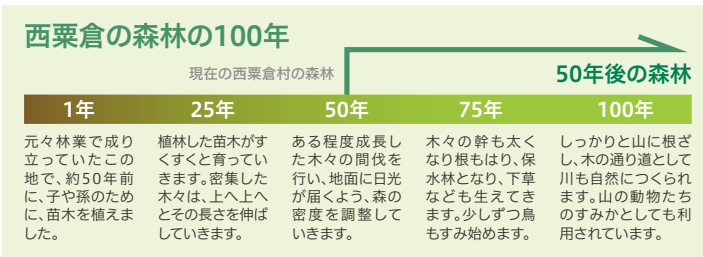 西粟倉の森林の100年
現在の西粟倉村の森林
50年後の森林
1年
25年
50年
75年
100年
元々林業で成り
立っていたこの
地で、約50年前
に、子や孫のため
に、苗木を植えま
した。
植林した苗木がす
くすくと育ってい
きます。密集した
木々は、上へ上へ
とその長さを伸ば
していきます。
ある程度成長し
た木々の間伐を
行い、地面に日光
が届くよう、森の
密度を調整して
いきます。
木々の幹も太く
なり根もはり、保
水林となり、下草
なども生えてき
ます。少しずつ鳥
もすみ始めます。
しっかりと山に根ざ
し、木の通り道として
川も自然につくられ
ます。山の動物たち
のすみかとしても利
用されています。